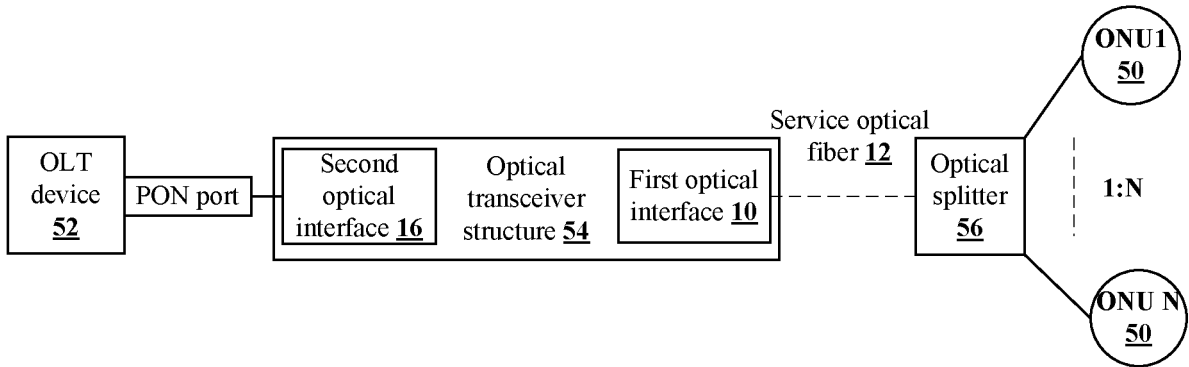 OLT
device
52
PON port
Second
optical
interface 16
Optical
transceiver
structure 54
First optical
interface 10
Service optical
fiber 12
Optical
splitter
56
ONU1
50
1:N
ONU N
50